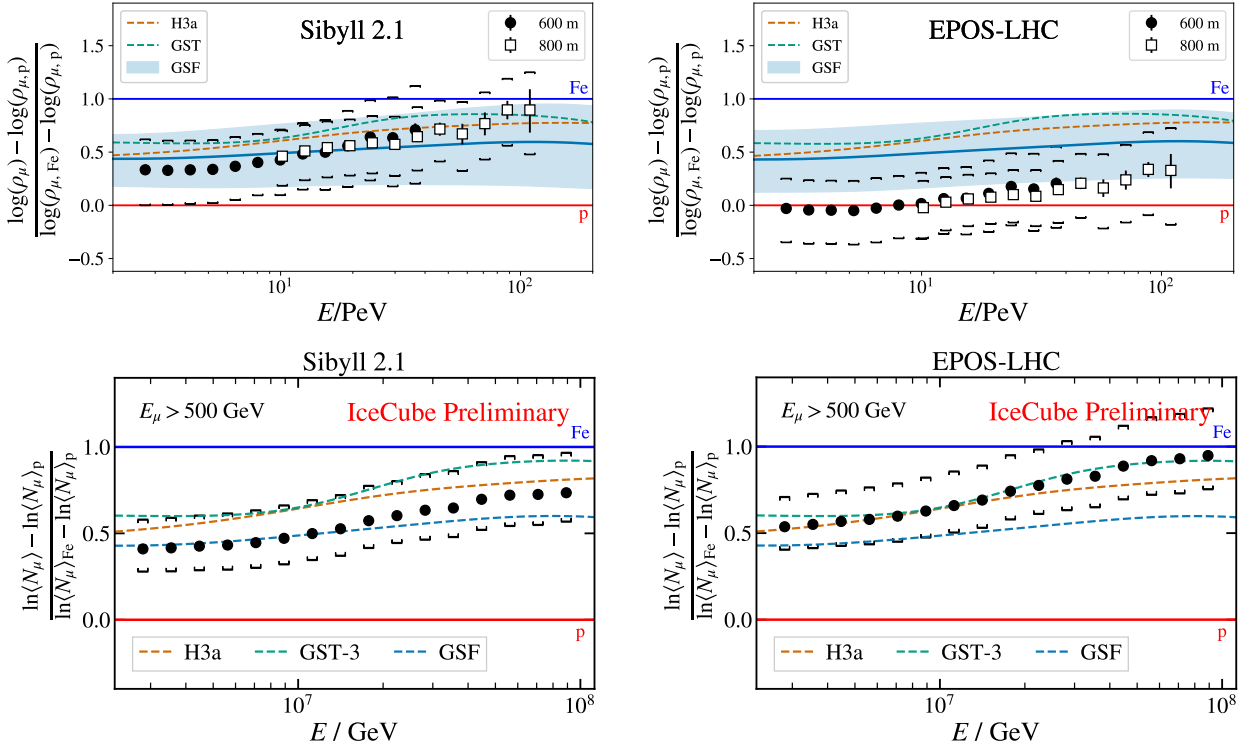 Sibyll 2.1
H3a
GST
GSF
600 m
800 m
Fe
p
1.5
1.0
0.5
0.0
−0.5
log(ρμ) − log(ρμ, p)
log(ρμ, Fe) − log(ρμ, p)
10¹
10²
E/PeV
EPOS-LHC
H3a
GST
GSF
600 m
800 m
Fe
p
1.5
1.0
0.5
0.0
−0.5
log(ρμ) − log(ρμ, p)
log(ρμ, Fe) − log(ρμ, p)
10¹
10²
E/PeV
Sibyll 2.1
Eμ > 500 GeV
IceCube Preliminary
Fe
p
1.0
0.5
0.0
ln⟨Nμ⟩ − ln⟨Nμ⟩p
ln⟨Nμ⟩Fe − ln⟨Nμ⟩p
H3a
GST-3
GSF
10⁷
10⁸
E / GeV
EPOS-LHC
Eμ > 500 GeV
IceCube Preliminary
Fe
p
1.0
0.5
0.0
ln⟨Nμ⟩ − ln⟨Nμ⟩p
ln⟨Nμ⟩Fe − ln⟨Nμ⟩p
H3a
GST-3
GSF
10⁷
10⁸
E / GeV